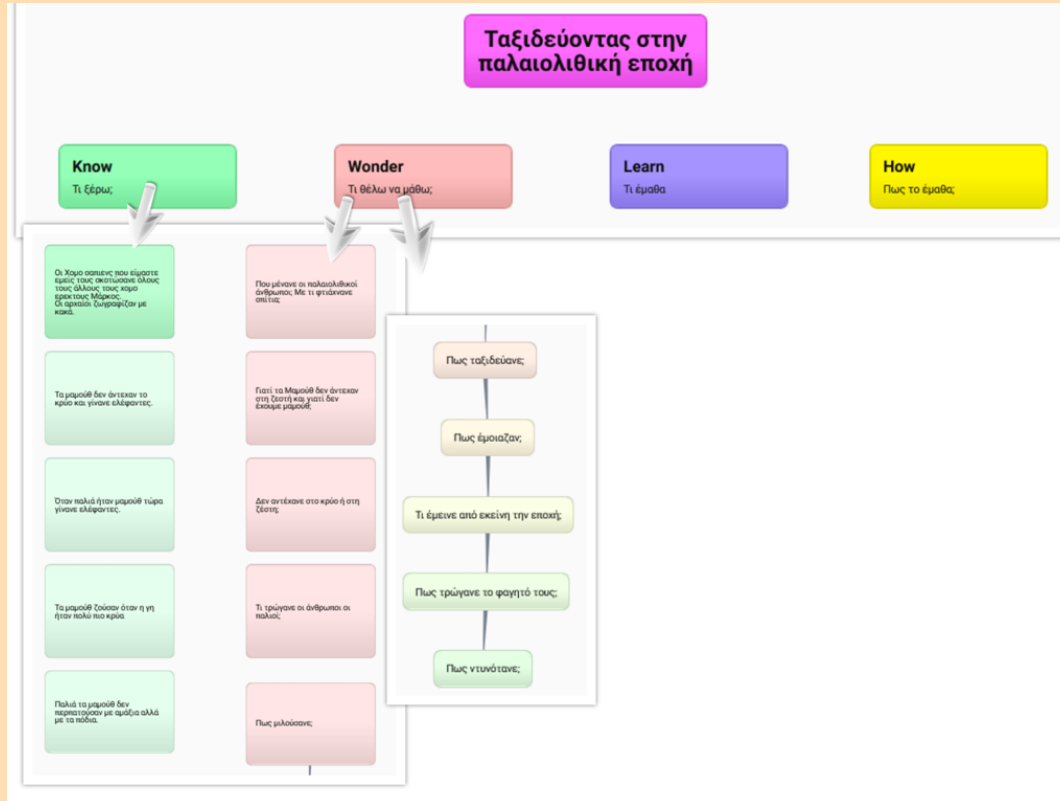 Ταξιδεύοντας στην
παλαιολιθική εποχή
Know
Τι ξέρω;
Wonder
Τι θέλω να μάθω;
Learn
Τι έμαθα
How
Πως το έμαθα;
Οι Χομο σαπιενς που είμαστε
εμείς τους σκοτώσανε όλους
τους άλλους τους χομο
ερεκτους Μάρκος.
Οι αρχαίοι ζωγραφίζαν με
κακά.
Τα μαμούθ δεν άντεχαν το
κρύο και γίνανε ελέφαντες.
Όταν παλιά ήταν μαμούθ τώρα
γίνανε ελέφαντες.
Τα μαμούθ ζούσαν όταν η γη
ήταν πολύ πιο κρύα
Παλιά τα μαμούθ δεν
περπατούσαν με αμάξια αλλά
με τα πόδια.
Που μένανε οι παλαιολιθικοί
άνθρωποι; Με τι φτιάχνανε
σπίτια;
Γιατί τα Μαμούθ δεν άντεχαν
στη ζεστή και γιατί δεν
έχουμε μαμούθ;
Δεν αντέχανε στο κρύο ή στη
ζέστη;
Τι τρώγανε οι άνθρωποι οι
παλιοί;
Πως μιλούσανε;
Πως ταξιδεύανε;
Πως έμοιαζαν;
Τι έμεινε από εκείνη την εποχή;
Πως τρώγανε το φαγητό τους;
Πως ντυνότανε;